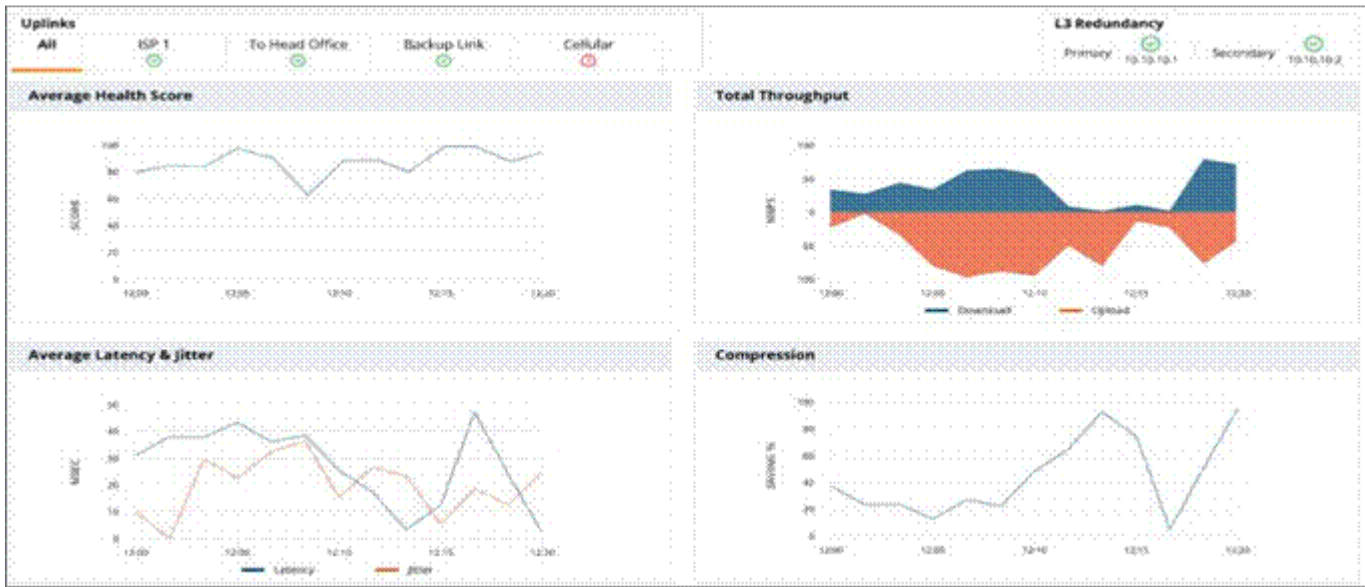 Uplinks
All ISP 1 To Head Office Backup Link Cellular
L3 Redundancy
Primary 10.10.10.1 Secondary 10.10.10.2
Average Health Score
100
80
60
40
20
0
SCORE
12:00 12:05 12:10 12:15 12:20
Total Throughput
100
50
0
50
100
MBPS
12:00 12:05 12:10 12:15 12:20
Download Upload
Average Latency & Jitter
50
40
30
20
10
0
MSEC
12:00 12:05 12:10 12:15 12:20
Latency Jitter
Compression
100
80
60
40
20
0
SAVING %
12:00 12:05 12:10 12:15 12:20